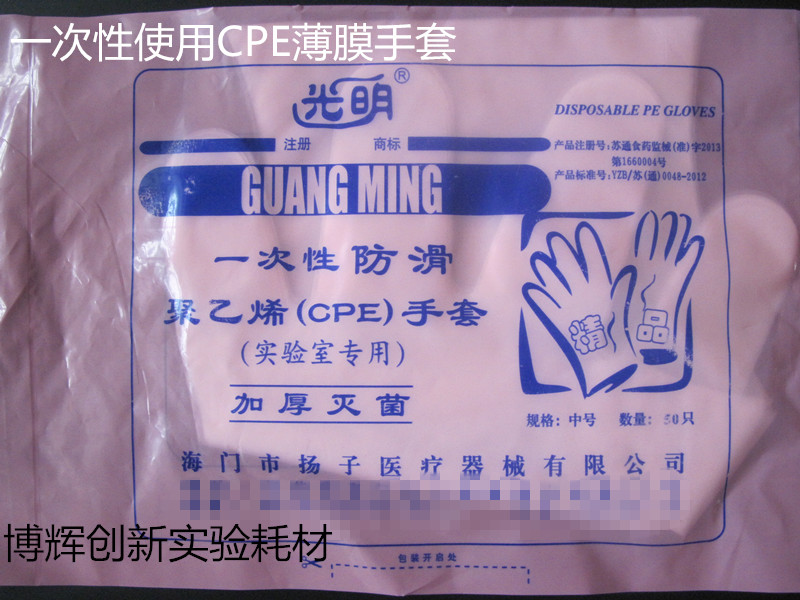 一次性使用CPE薄膜手套
光明®
注册 商标
DISPOSABLE PE GLOVES
产品注册号:苏通食药监械(准)字2013
第1660004号
产品标准号:YZB/苏(通)0048-2012
GUANG MING
一次性防滑
聚乙烯(CPE)手套
(实验室专用)
加厚灭菌
精品
规格:中号 数量:50只
海门市扬子医疗器械有限公司
博辉创新实验耗材
包装开启处